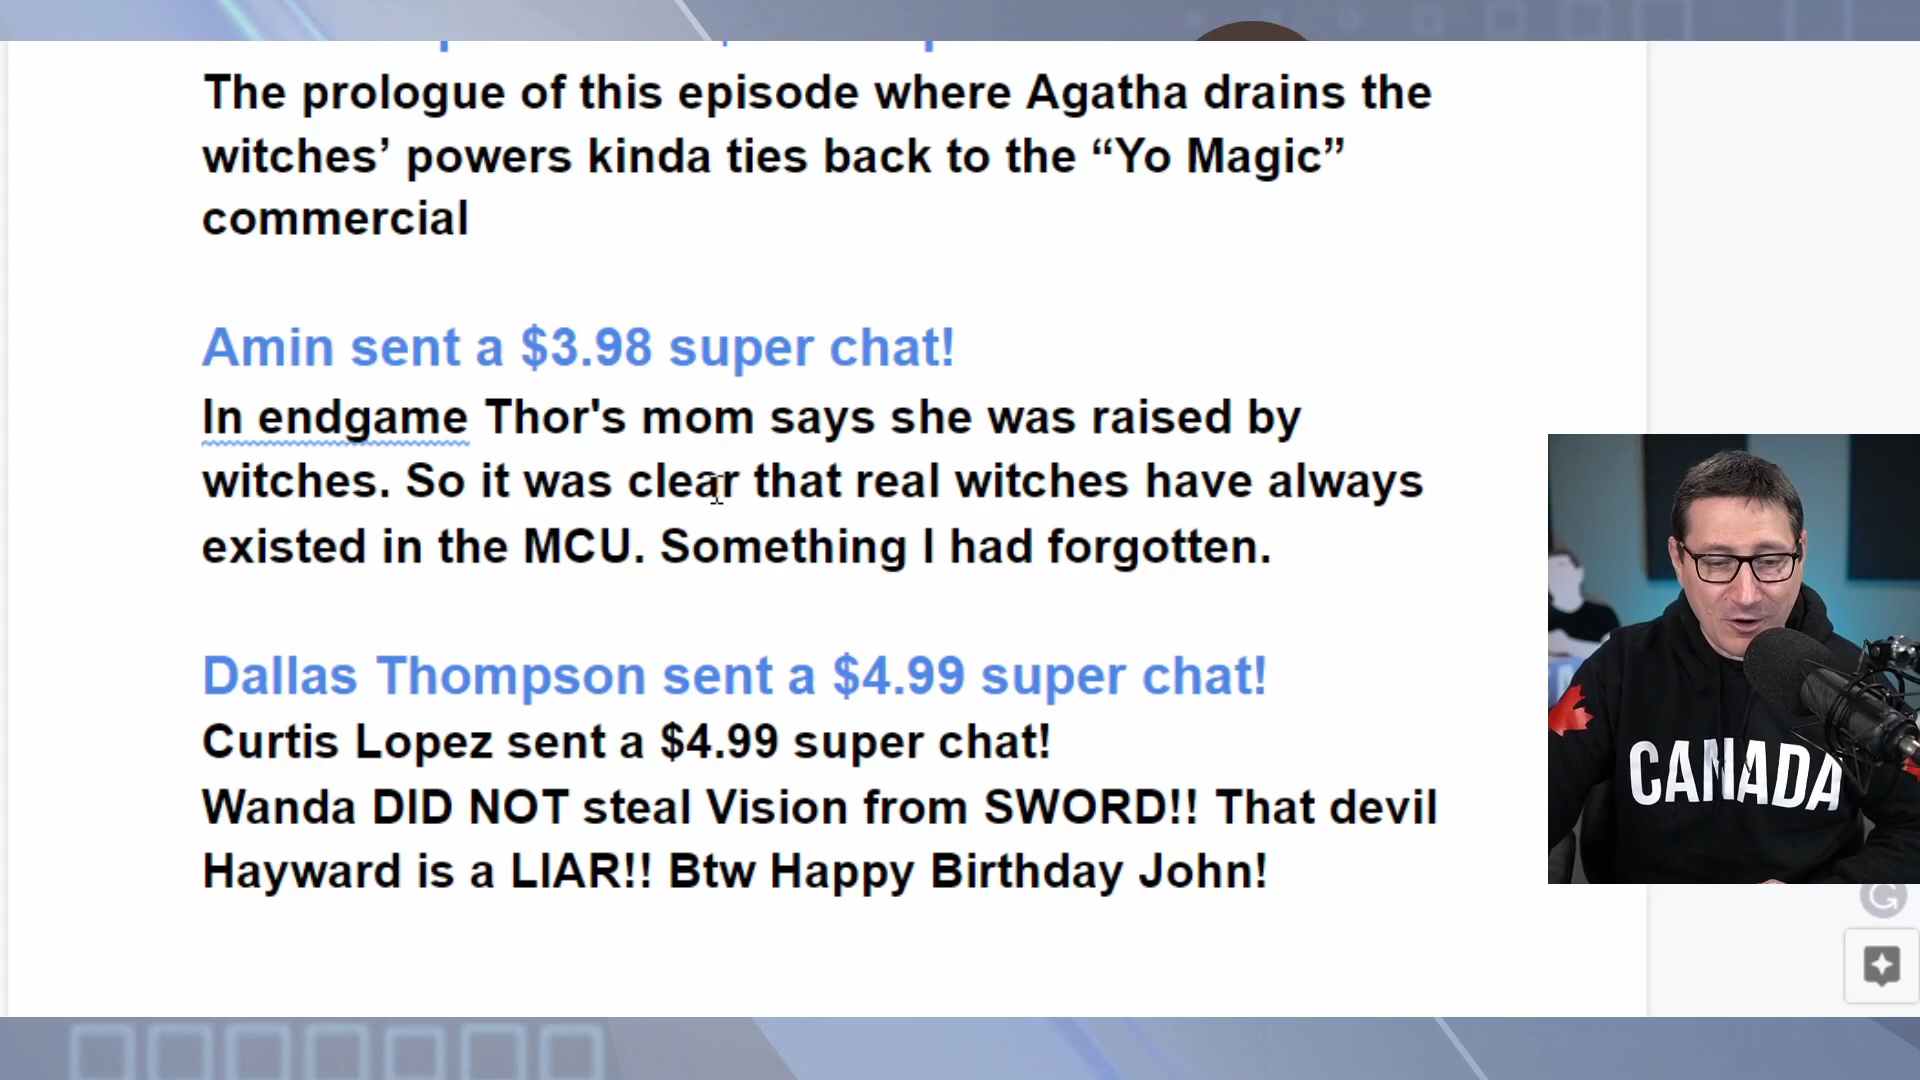 The prologue of this episode where Agatha drains the
witches’ powers kinda ties back to the “Yo Magic”
commercial
Amin sent a $3.98 super chat!
In endgame Thor's mom says she was raised by
witches. So it was clear that real witches have always
existed in the MCU. Something I had forgotten.
Dallas Thompson sent a $4.99 super chat!
Curtis Lopez sent a $4.99 super chat!
Wanda DID NOT steal Vision from SWORD!! That devil
Hayward is a LIAR!! Btw Happy Birthday John!
CANADA